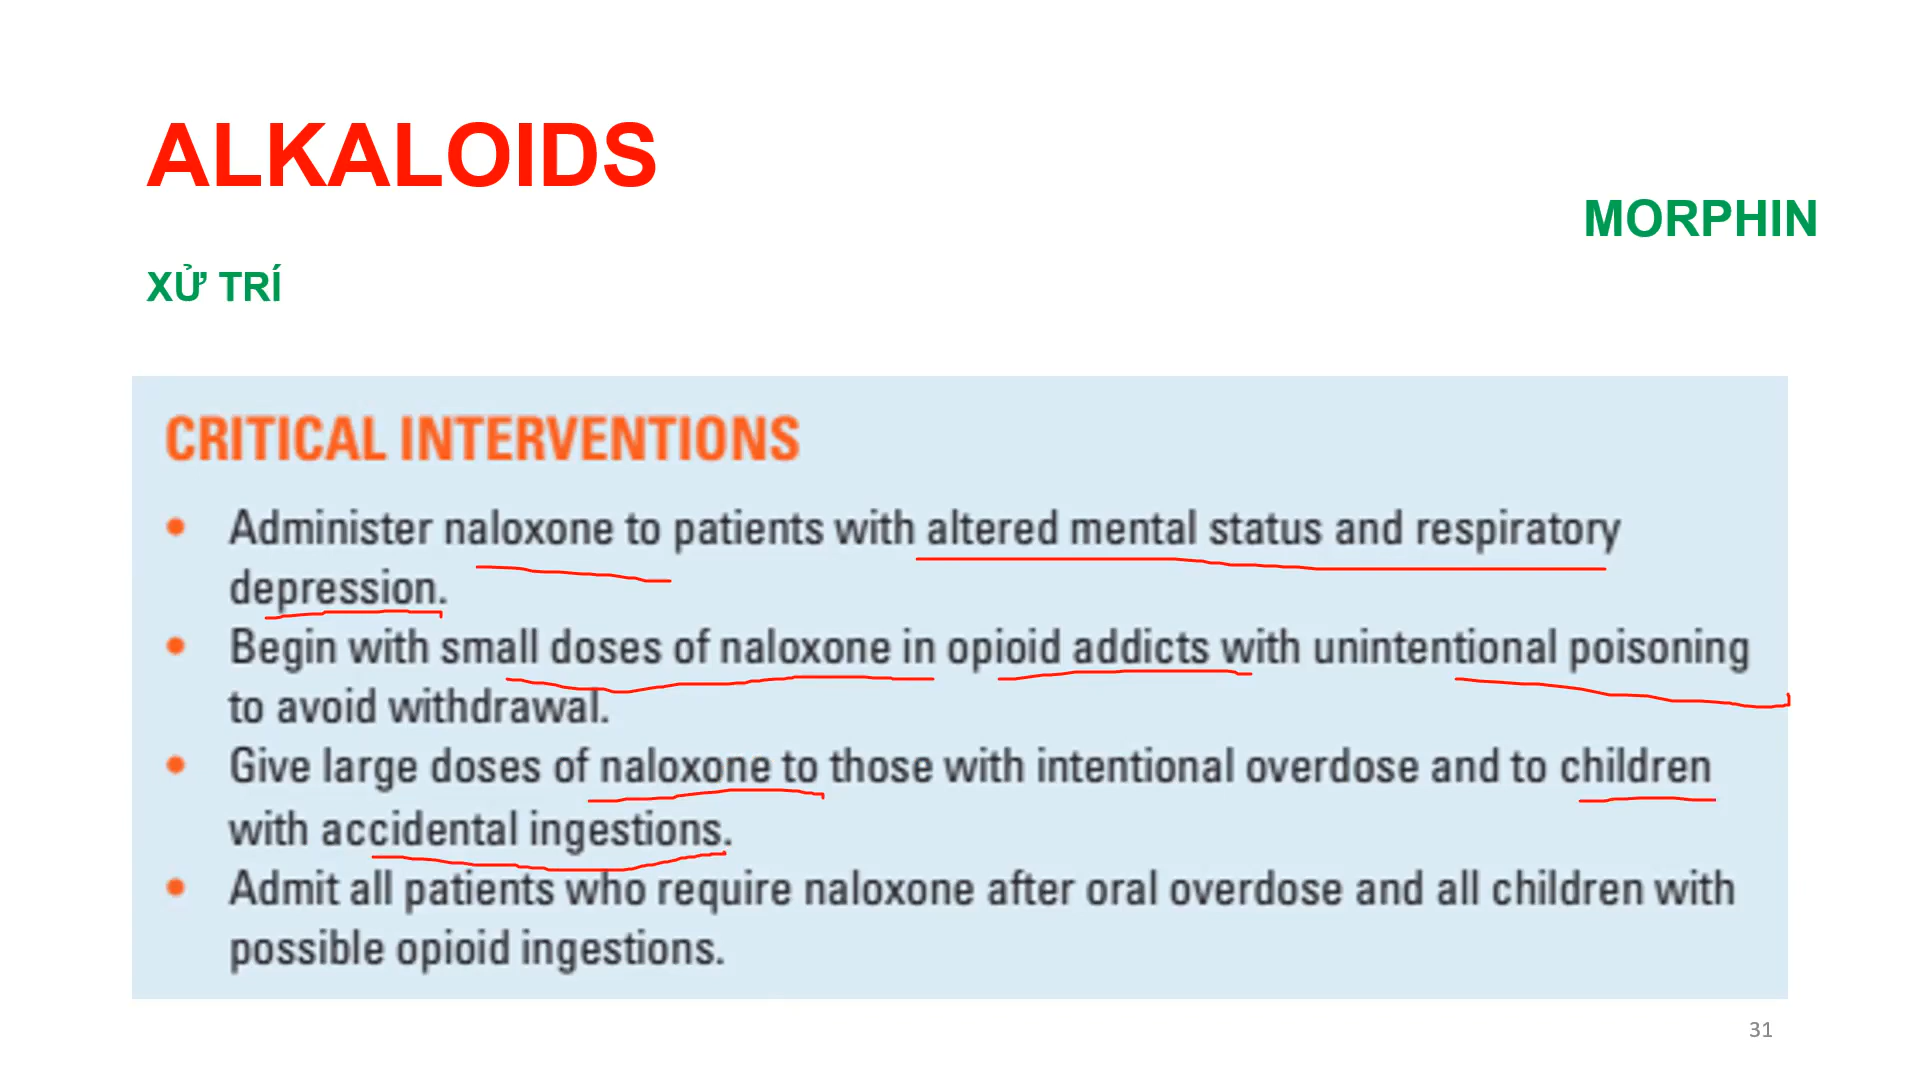 ALKALOIDS
MORPHIN
XỬ TRÍ
CRITICAL INTERVENTIONS
• Administer naloxone to patients with altered mental status and respiratory
depression.
• Begin with small doses of naloxone in opioid addicts with unintentional poisoning
to avoid withdrawal.
• Give large doses of naloxone to those with intentional overdose and to children
with accidental ingestions.
• Admit all patients who require naloxone after oral overdose and all children with
possible opioid ingestions.
31